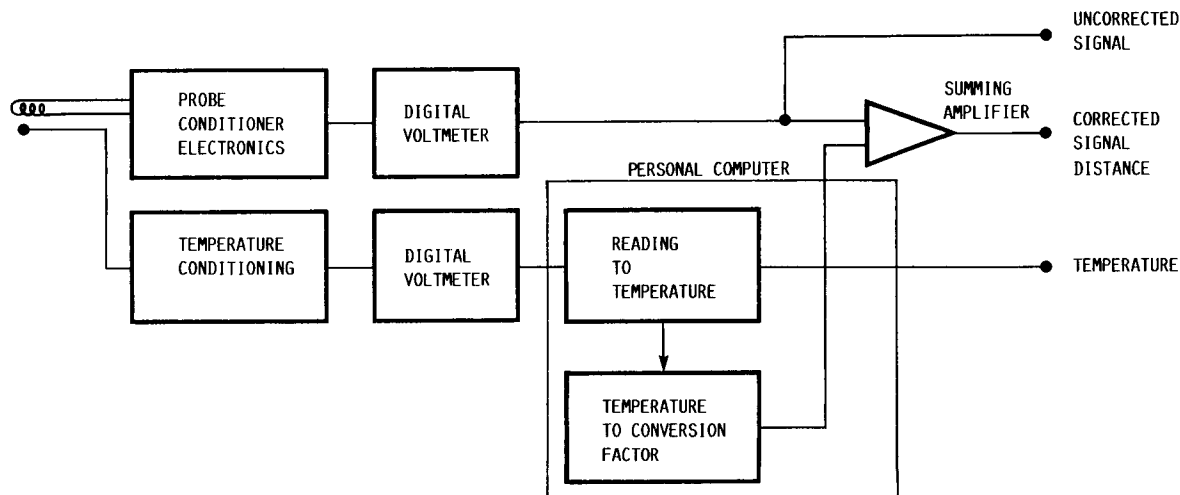 UNCORRECTED
SIGNAL
PROBE
CONDITIONER
ELECTRONICS
DIGITAL
VOLTMETER
SUMMING
AMPLIFIER
CORRECTED
SIGNAL
DISTANCE
PERSONAL COMPUTER
TEMPERATURE
CONDITIONING
DIGITAL
VOLTMETER
READING
TO
TEMPERATURE
TEMPERATURE
TEMPERATURE
TO CONVERSION
FACTOR